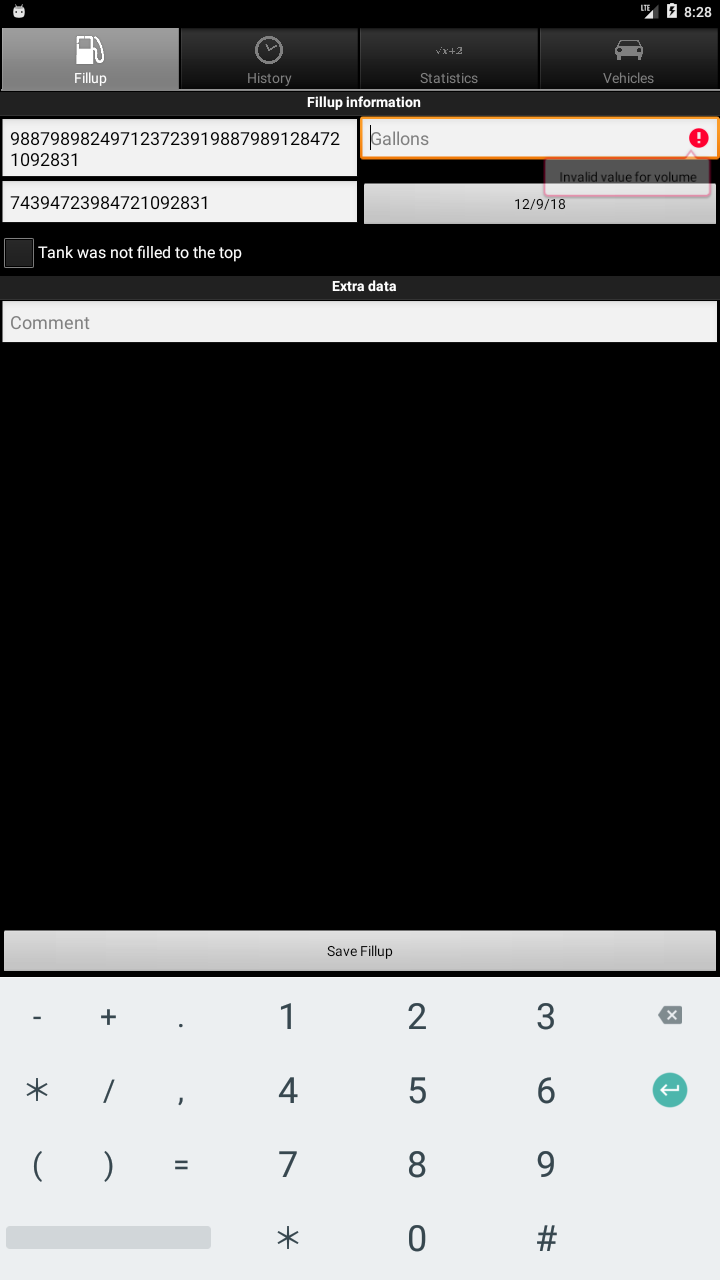 LTE 8:28
Fillup
History
√x+2
Statistics
Vehicles
Fillup information
988798982497123723919887989128472
1092831
Gallons
Invalid value for volume
74394723984721092831
12/9/18
Tank was not filled to the top
Extra data
Comment
Save Fillup
- + . 1 2 3
* / , 4 5 6
( ) = 7 8 9
* 0 #